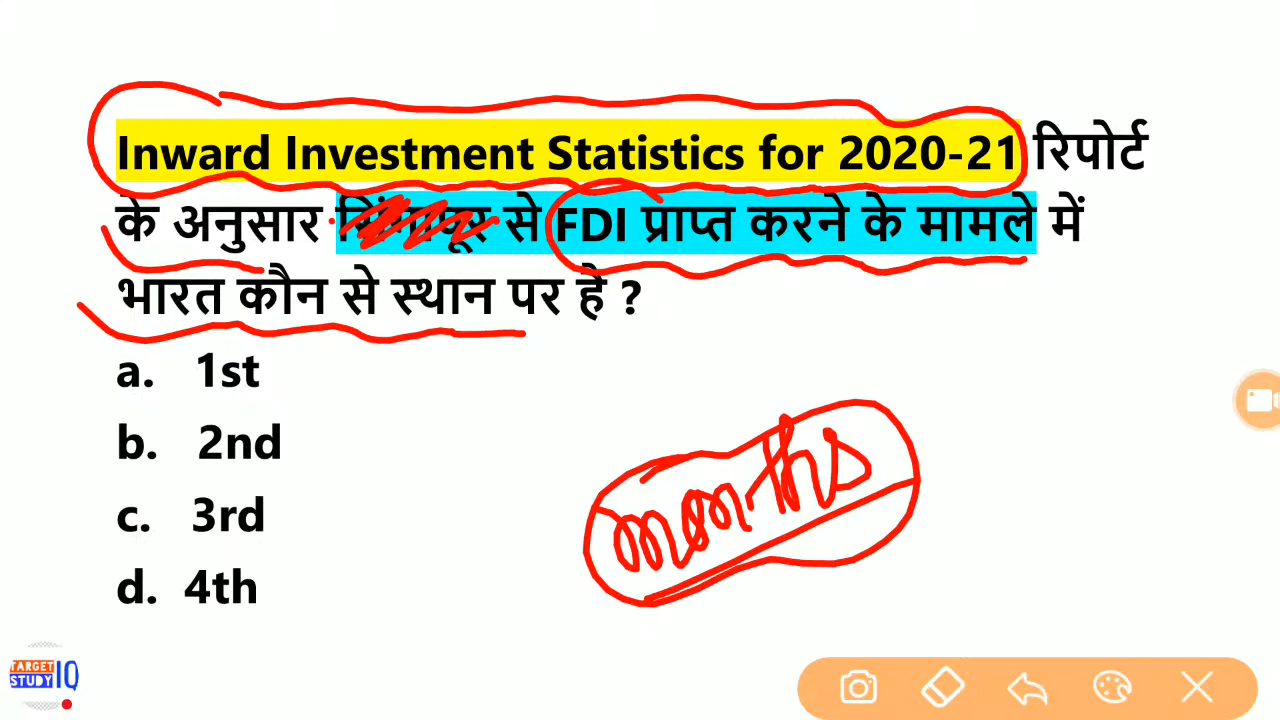 Inward Investment Statistics for 2020-21 रिपोर्ट
के अनुसार सिंगापूर से FDI प्राप्त करने के मामले में
भारत कौन से स्थान पर है ?
a. 1st
b. 2nd
c. 3rd
d. 4th
months
TARGET
STUDY IQ